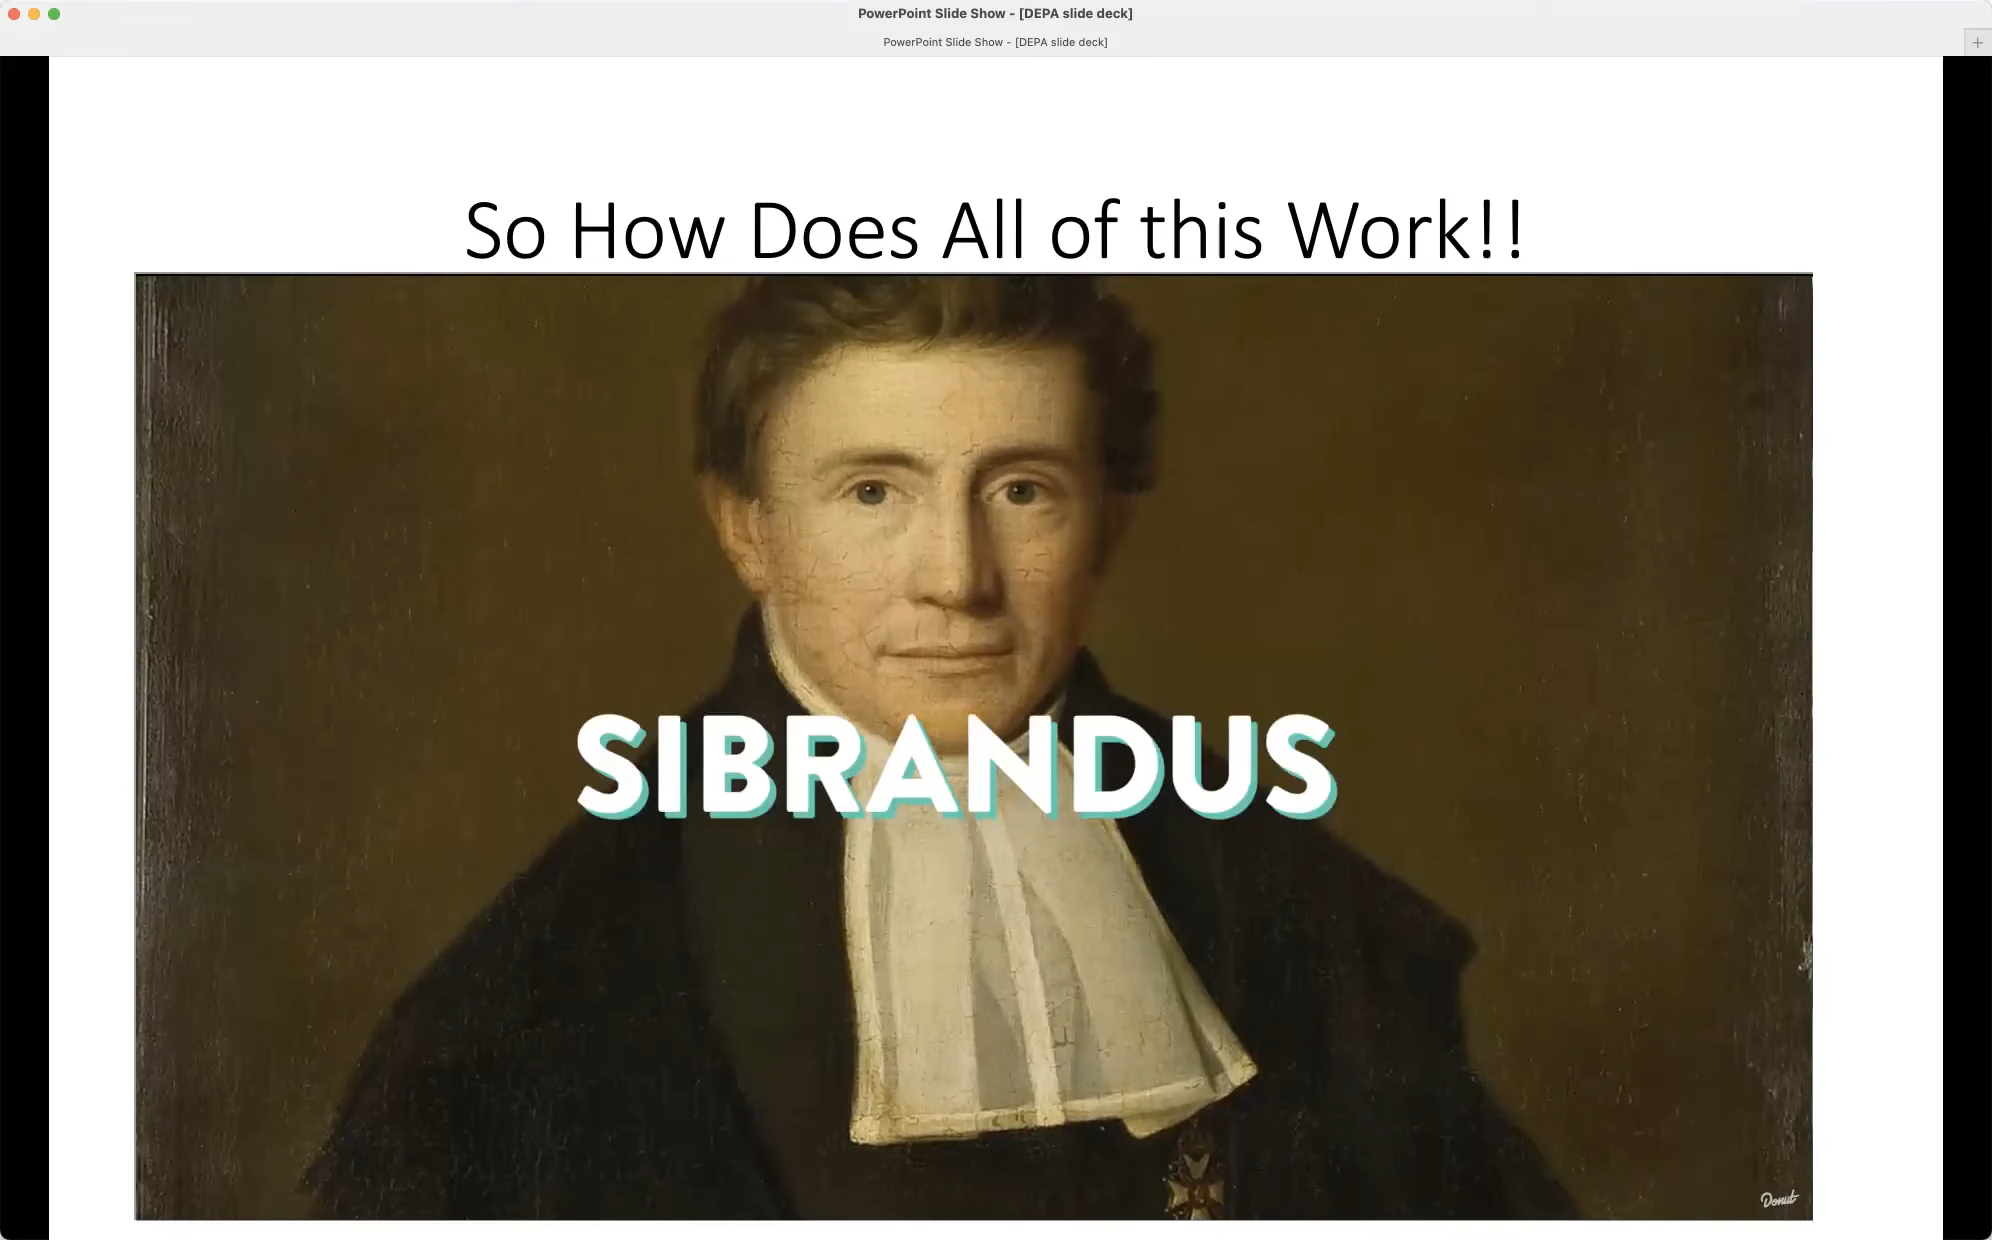 PowerPoint Slide Show - [DEPA slide deck]
PowerPoint Slide Show - [DEPA slide deck]
So How Does All of this Work!!
SIBRANDUS
Donut